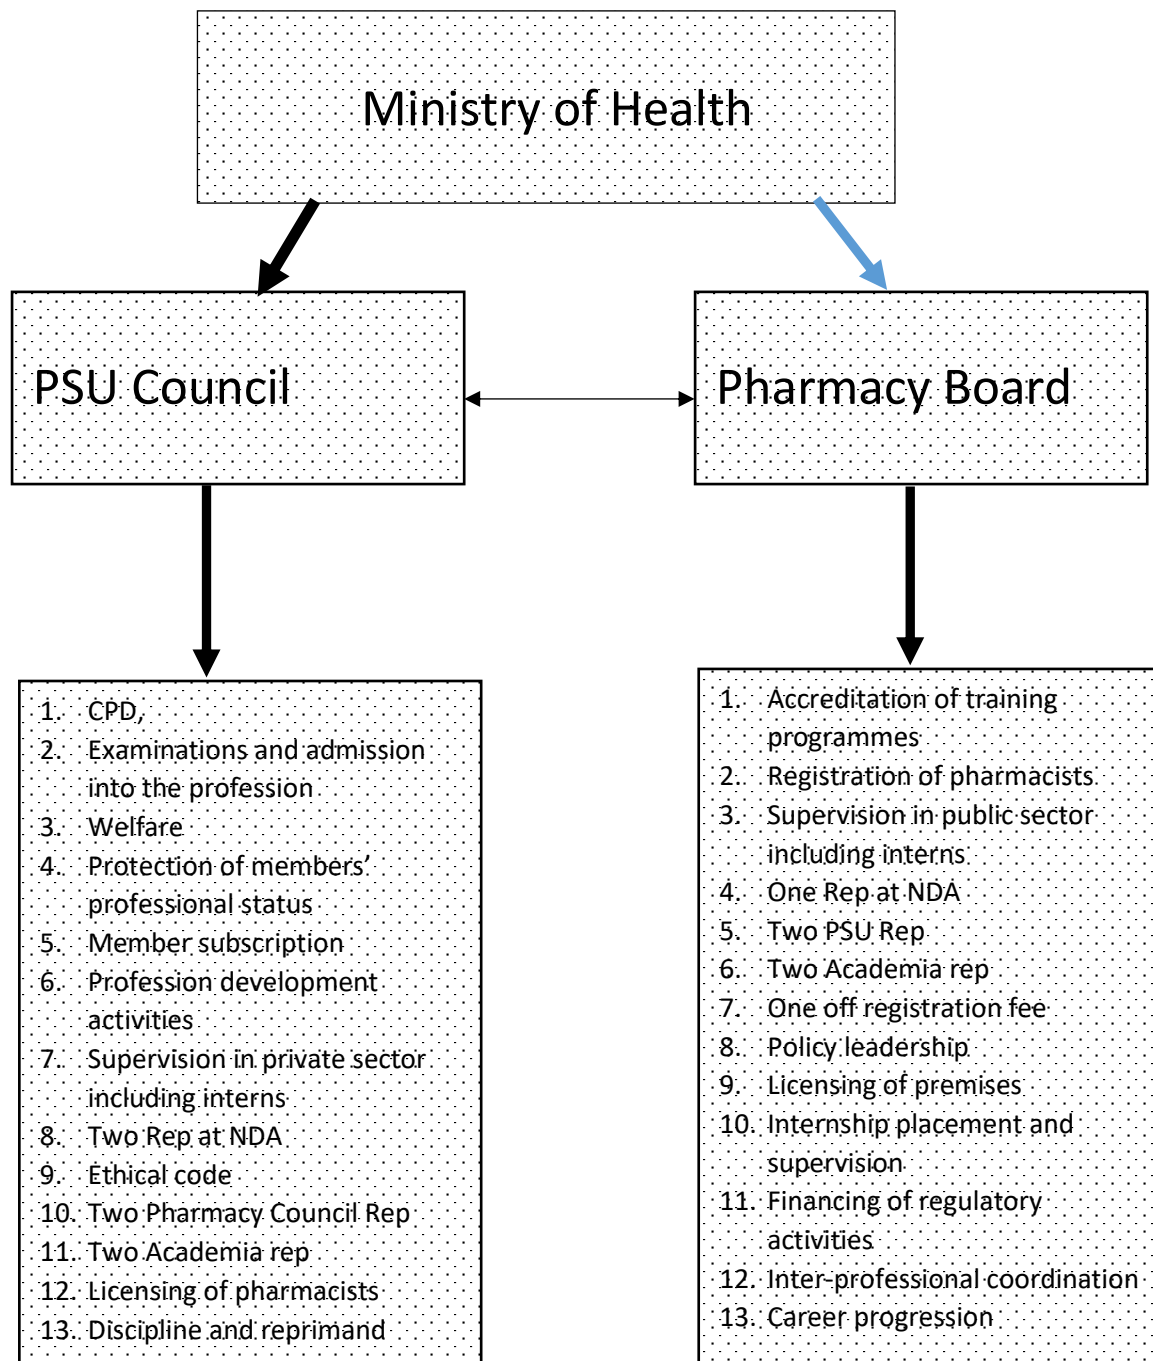 Ministry of Health
PSU Council
Pharmacy Board
1. CPD,
2. Examinations and admission
into the profession
3. Welfare
4. Protection of members’
professional status
5. Member subscription
6. Profession development
activities
7. Supervision in private sector
including interns
8. Two Rep at NDA
9. Ethical code
10. Two Pharmacy Council Rep
11. Two Academia rep
12. Licensing of pharmacists
13. Discipline and reprimand
1. Accreditation of training
programmes
2. Registration of pharmacists
3. Supervision in public sector
including interns
4. One Rep at NDA
5. Two PSU Rep
6. Two Academia rep
7. One off registration fee
8. Policy leadership
9. Licensing of premises
10. Internship placement and
supervision
11. Financing of regulatory
activities
12. Inter-professional coordination
13. Career progression